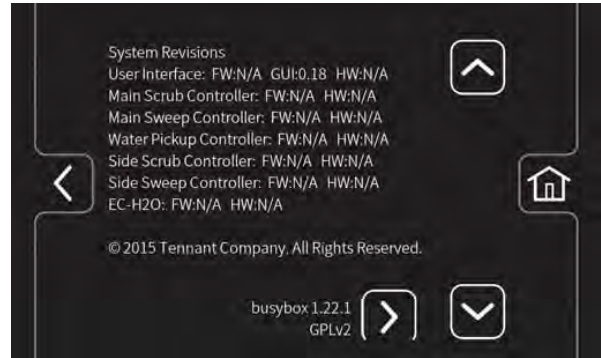 System Revisions
User Interface: FW:N/A GUI:0.18 HW:N/A
Main Scrub Controller: FW:N/A HW:N/A
Main Sweep Controller: FW:N/A HW:N/A
Water Pickup Controller: FW:N/A HW:N/A
Side Scrub Controller: FW:N/A HW:N/A
Side Sweep Controller: FW:N/A HW:N/A
EC-H2O: FW:N/A HW:N/A
© 2015 Tennant Company. All Rights Reserved.
busybox 1.22.1
GPLv2